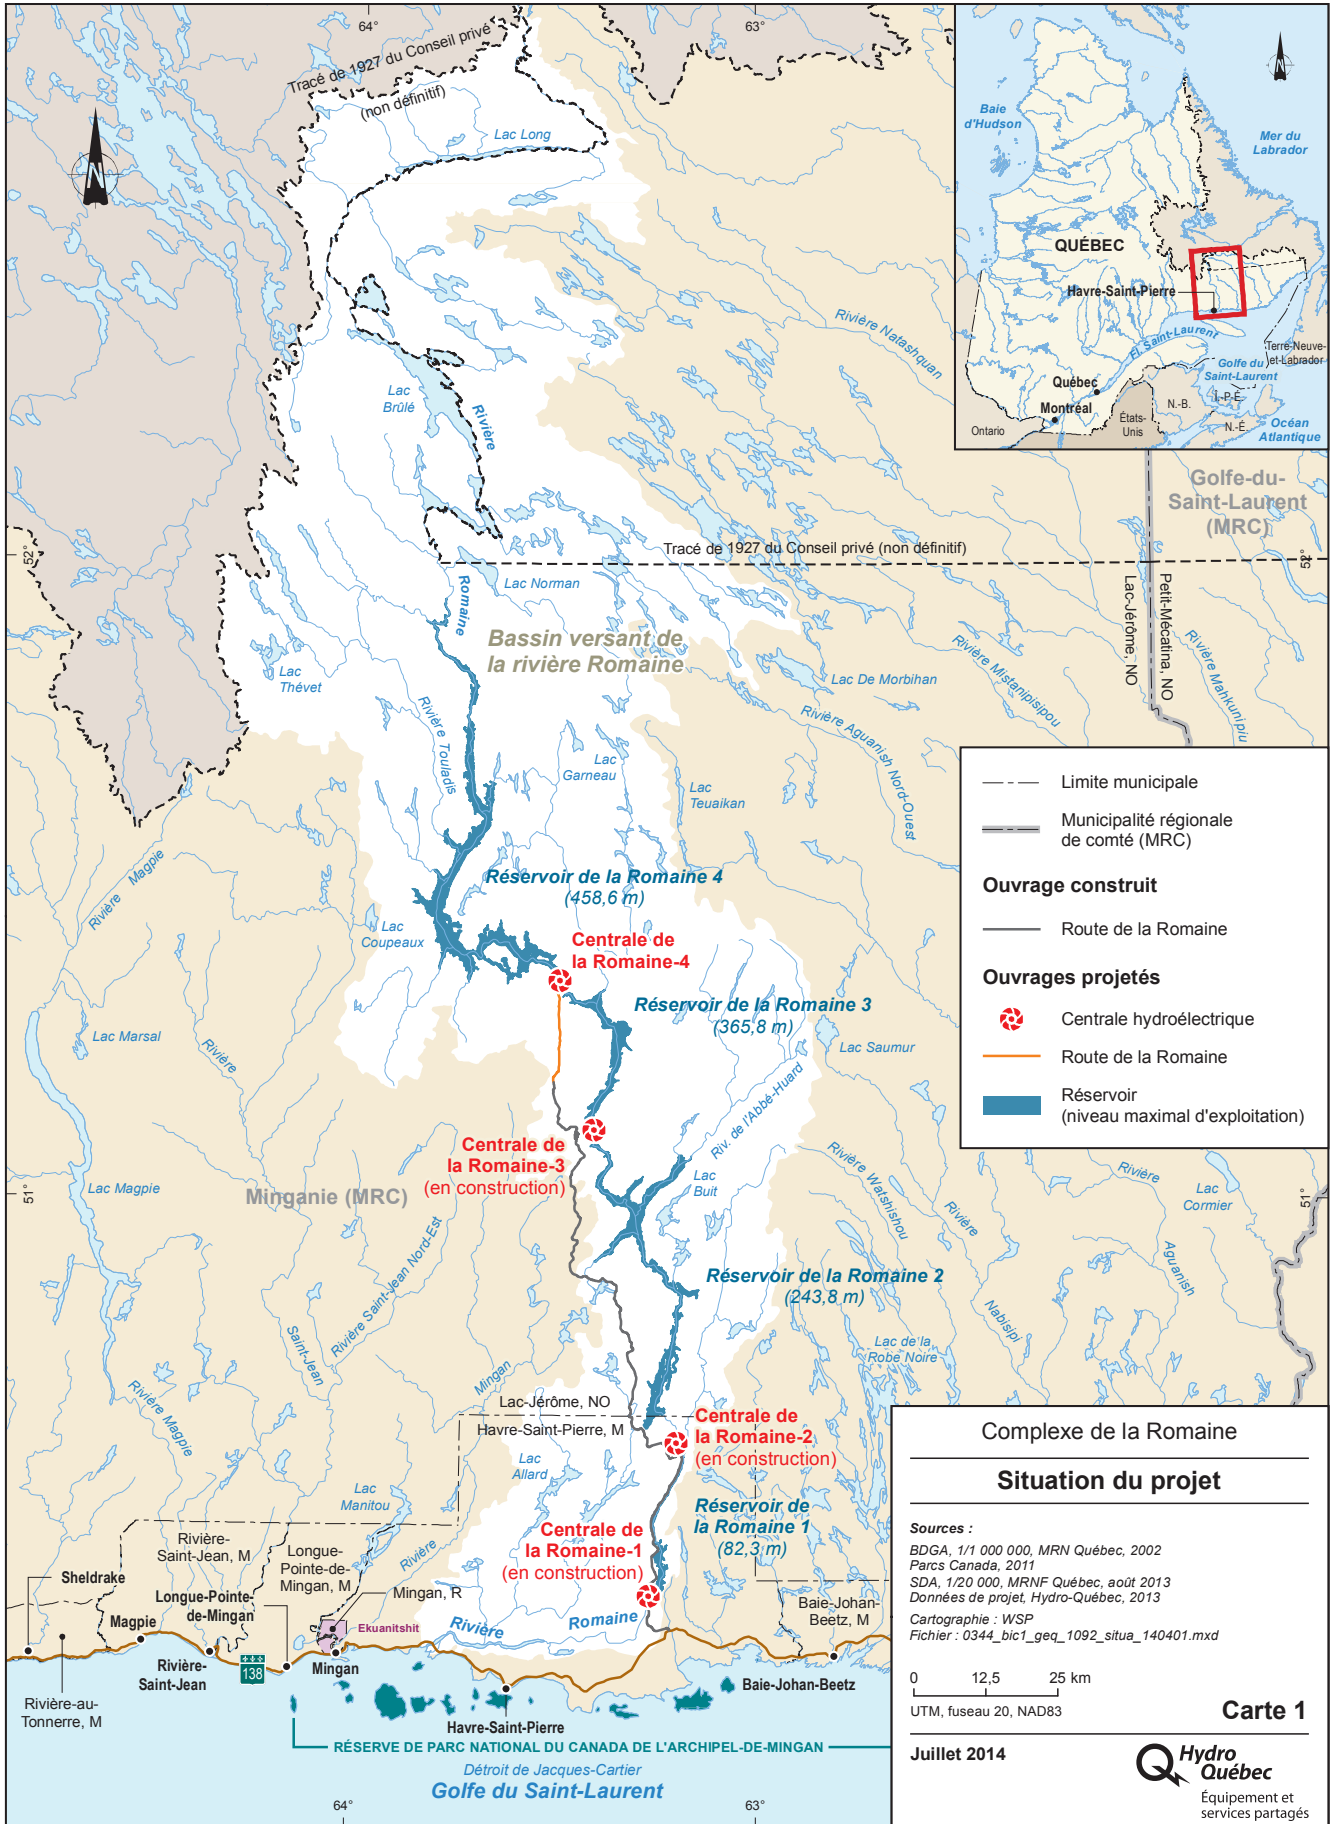 64°
63°
Tracé de 1927 du Conseil privé
(non définitif)
Lac Long
N
Baie
d'Hudson
Mer du
Labrador
QUÉBEC
Havre-Saint-Pierre
Fl. Saint-Laurent
Terre-Neuve-
et-Labrador
Golfe du
Saint-Laurent
Québec
Montréal
Î.-P.-É.
N.-B.
N.-É.
États-
Unis
Ontario
Océan
Atlantique
Rivière Natashquan
Lac
Brûlé
Rivière
Golfe-du-
Saint-Laurent
(MRC)
52°
Tracé de 1927 du Conseil privé (non définitif)
52°
Lac Norman
Romaine
Lac-Jérôme, NO
Petit-Mécatina, NO
Bassin versant de
la rivière Romaine
Lac
Thévet
Lac De Morbihan
Rivière Mistanipisipou
Rivière Mahkunipiu
Rivière Touladis
Rivière Aguanish Nord-Ouest
Lac
Garneau
Lac
Teuaikan
Limite municipale
Municipalité régionale
de comté (MRC)
Ouvrage construit
Route de la Romaine
Ouvrages projetés
Centrale hydroélectrique
Route de la Romaine
Réservoir
(niveau maximal d'exploitation)
Rivière Magpie
Réservoir de la Romaine 4
(458,6 m)
Lac
Coupeaux
Centrale de
la Romaine-4
Réservoir de la Romaine 3
(365,8 m)
Lac Marsal
Rivière
Lac Saumur
Riv. de l'Abbé-Huard
Centrale de
la Romaine-3
(en construction)
Lac
Buit
Rivière Watshishou
Rivière
Rivière
Lac
Cormier
51°
51°
Lac Magpie
Minganie (MRC)
Rivière Saint-Jean Nord-Est
Aguanish
Réservoir de la Romaine 2
(243,8 m)
Nabisipi
Saint-Jean
Lac de la
Robe Noire
Mingan
Rivière Magpie
Lac-Jérôme, NO
Havre-Saint-Pierre, M
Centrale de
la Romaine-2
(en construction)
Lac
Allard
Lac
Manitou
Réservoir de
la Romaine 1
(82,3 m)
Centrale de
la Romaine-1
(en construction)
Rivière-
Saint-Jean, M
Longue-
Pointe-de-
Mingan, M
Rivière
Sheldrake
Mingan, R
Longue-Pointe-
de-Mingan
Magpie
Ekuanitshit
Rivière
Romaine
Baie-Johan-
Beetz, M
Rivière-
Saint-Jean
138
Mingan
Baie-Johan-Beetz
Rivière-au-
Tonnerre, M
Havre-Saint-Pierre
RÉSERVE DE PARC NATIONAL DU CANADA DE L'ARCHIPEL-DE-MINGAN
Détroit de Jacques-Cartier
Golfe du Saint-Laurent
64°
63°
Complexe de la Romaine
Situation du projet
Sources :
BDGA, 1/1 000 000, MRN Québec, 2002
Parcs Canada, 2011
SDA, 1/20 000, MRNF Québec, août 2013
Données de projet, Hydro-Québec, 2013
Cartographie : WSP
Fichier : 0344_bic1_geq_1092_situa_140401.mxd
0 12,5 25 km
UTM, fuseau 20, NAD83
Carte 1
Juillet 2014
Hydro
Québec
Équipement et
services partagés